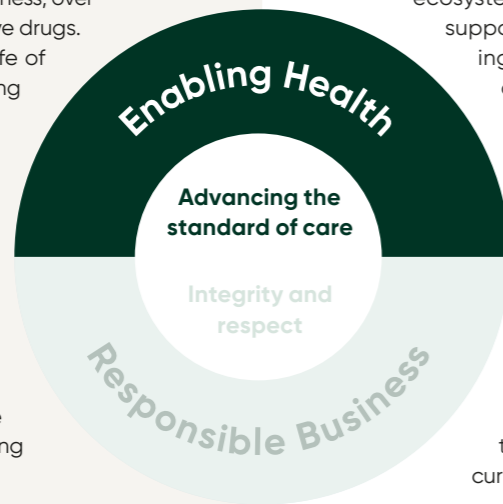 over
ecosyste
e drugs.
suppo
fe of
ing
ng
Enabling Health
Advancing the
standard of care
Integrity and
respect
Responsible Business
ng
cur